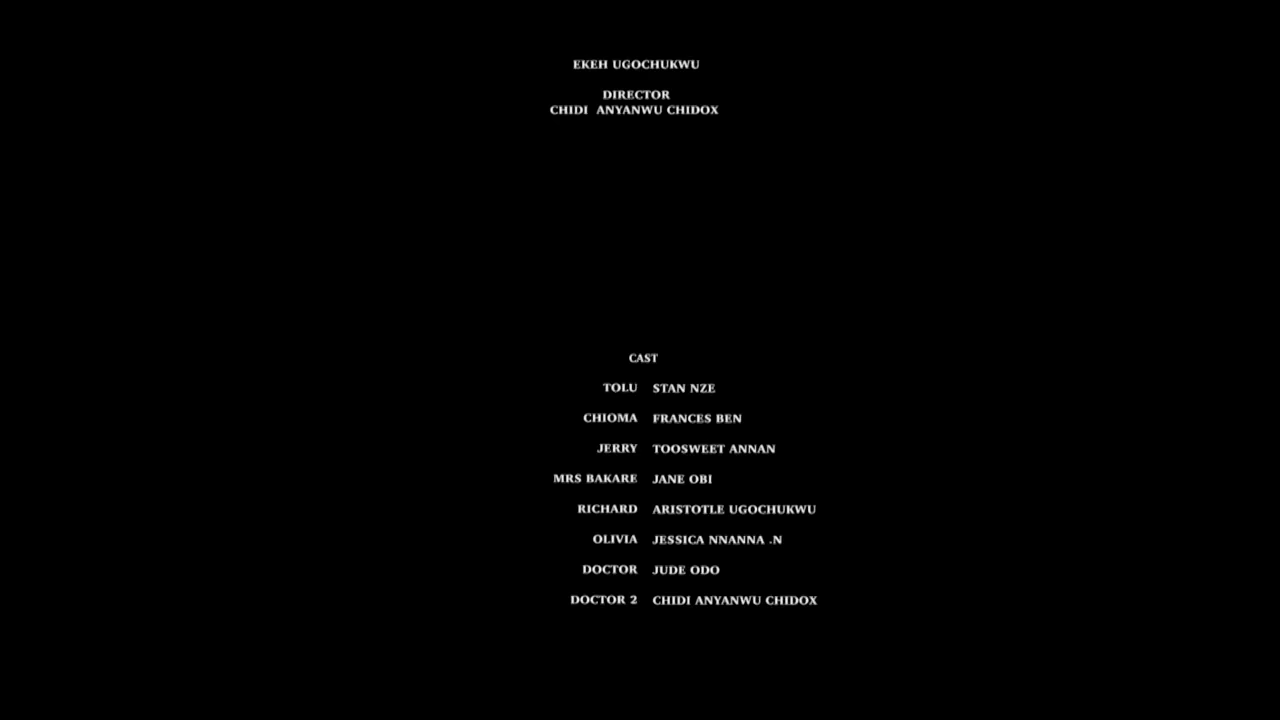 EKEH UGOCHUKWU
DIRECTOR
CHIDI ANYANWU CHIDOX
CAST
TOLU STAN NZE
CHIOMA FRANCES BEN
JERRY TOOSWEET ANNAN
MRS BAKARE JANE OBI
RICHARD ARISTOTLE UGOCHUKWU
OLIVIA JESSICA NNANNA .N
DOCTOR JUDE ODO
DOCTOR 2 CHIDI ANYANWU CHIDOX